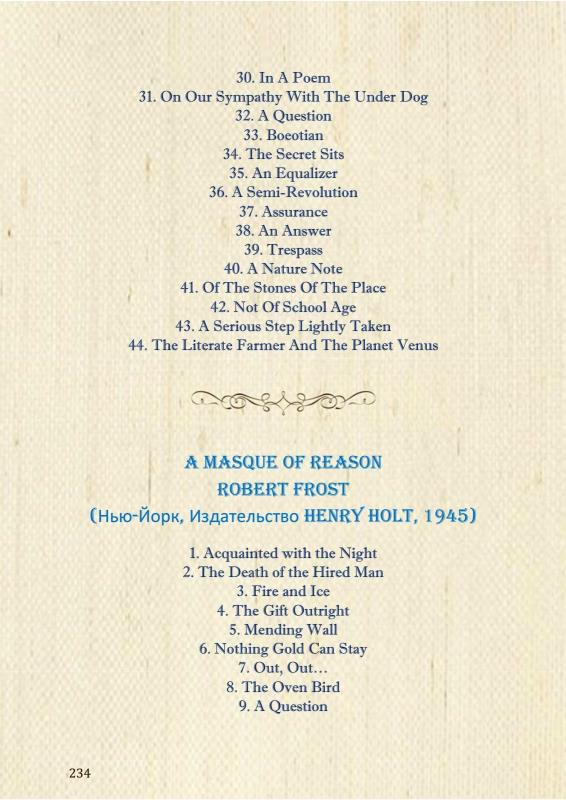 30. In A Poem
31. On Our Sympathy With The Under Dog
32. A Question
33. Boeotian
34. The Secret Sits
35. An Equalizer
36. A Semi-Revolution
37. Assurance
38. An Answer
39. Trespass
40. A Nature Note
41. Of The Stones Of The Place
42. Not Of School Age
43. A Serious Step Lightly Taken
44. The Literate Farmer And The Planet Venus
A MASQUE OF REASON
ROBERT FROST
(Нью-Йорк, Издательство HENRY HOLT, 1945)
1. Acquainted with the Night
2. The Death of the Hired Man
3. Fire and Ice
4. The Gift Outright
5. Mending Wall
6. Nothing Gold Can Stay
7. Out, Out…
8. The Oven Bird
9. A Question
234